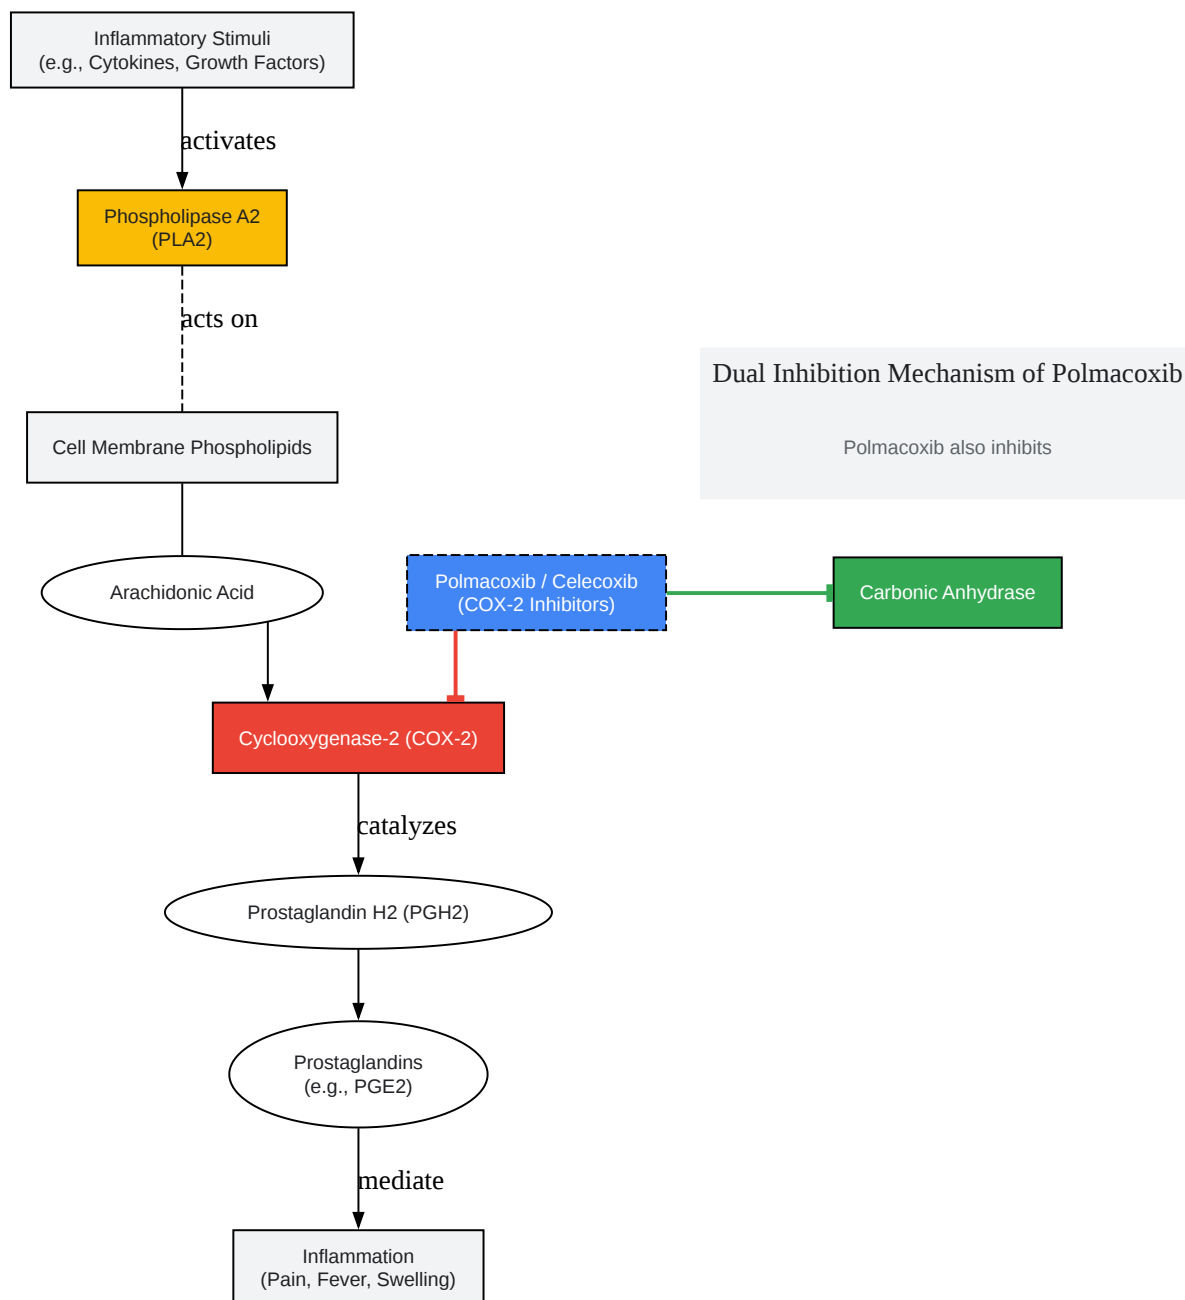 Inflammatory Stimuli
(e.g., Cytokines, Growth Factors)
activates
Phospholipase A2
(PLA2)
acts on
Dual Inhibition Mechanism of Polmacoxib
Cell Membrane Phospholipids
Polmacoxib also inhibits
Arachidonic Acid
Polmacoxib / Celecoxib
(COX-2 Inhibitors)
Carbonic Anhydrase
Cyclooxygenase-2 (COX-2)
catalyzes
Prostaglandin H2 (PGH2)
Prostaglandins
(e.g., PGE2)
mediate
Inflammation
(Pain, Fever, Swelling)